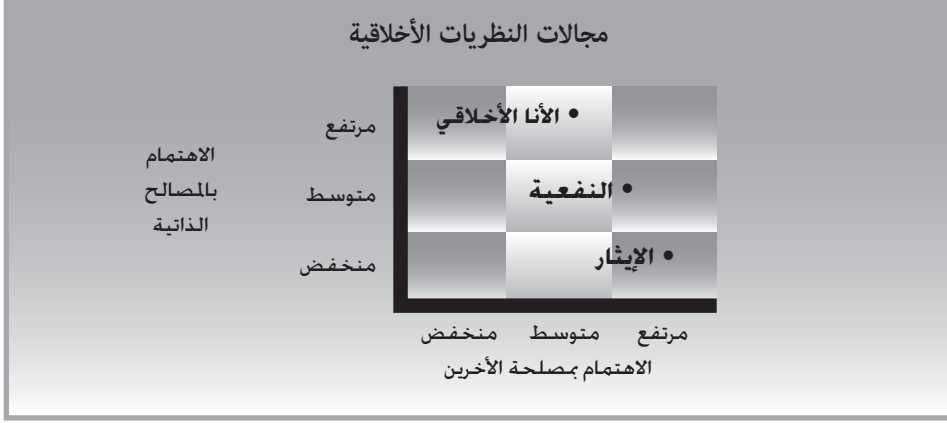 مجالات النظريات الأخلاقية
مرتفع
• الأنا الأخلاقي
الاهتمام
بالمصالح
الذاتية
متوسط
• النفعية
منخفض
• الإيثار
منخفض
متوسط
مرتفع
الاهتمام بمصلحة الأخرين